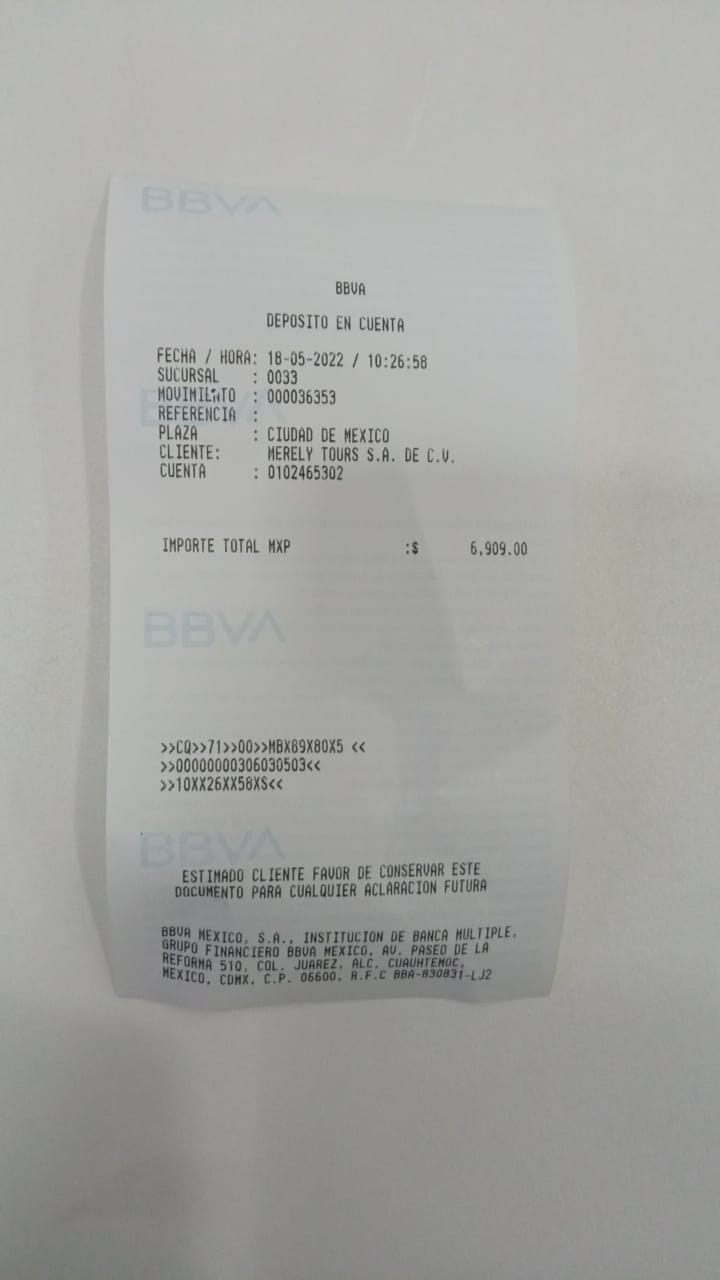 BBVA
BBVA
DEPOSITO EN CUENTA
FECHA / HORA: 18-05-2022 / 10:26:58
SUCURSAL : 0033
MOVIMIENTO : 000036353
REFERENCIA :
PLAZA : CIUDAD DE MEXICO
CLIENTE: MERELY TOURS S.A. DE C.V.
CUENTA : 0102465302
IMPORTE TOTAL MXP :$ 6,909.00
BBVA
>>CQ>>71>>00>>MBX89X80X5 <<
>>00000000306030503<<
>>10XX26XX58XS<<
BBVA
ESTIMADO CLIENTE FAVOR DE CONSERVAR ESTE
DOCUMENTO PARA CUALQUIER ACLARACION FUTURA
BBVA MEXICO, S.A., INSTITUCION DE BANCA MULTIPLE,
GRUPO FINANCIERO BBVA MEXICO, AV. PASEO DE LA
REFORMA 510, COL. JUAREZ, ALC. CUAUHTEMOC,
MEXICO, CDMX, C.P. 06600, R.F.C BBA-830831-LJ2